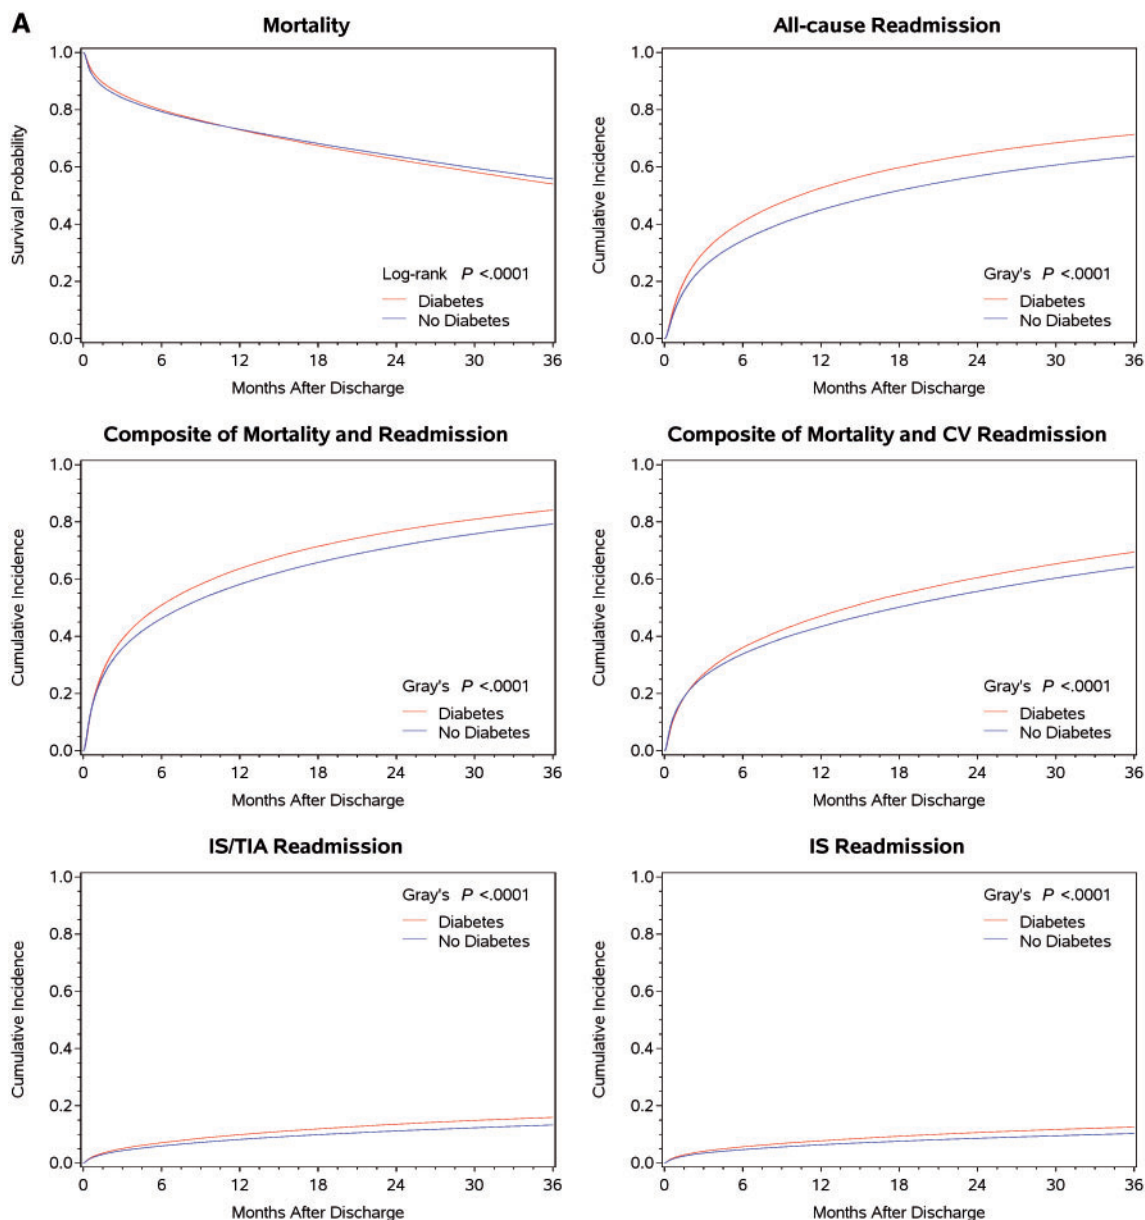 A
Mortality
1.0
0.8
0.6
0.4
0.2
0.0
Survival Probability
Log-rank P <.0001
Diabetes
No Diabetes
0 6 12 18 24 30 36
Months After Discharge
All-cause Readmission
1.0
0.8
0.6
0.4
0.2
0.0
Cumulative Incidence
Gray's P <.0001
Diabetes
No Diabetes
0 6 12 18 24 30 36
Months After Discharge
Composite of Mortality and Readmission
1.0
0.8
0.6
0.4
0.2
0.0
Cumulative Incidence
Gray's P <.0001
Diabetes
No Diabetes
0 6 12 18 24 30 36
Months After Discharge
Composite of Mortality and CV Readmission
1.0
0.8
0.6
0.4
0.2
0.0
Cumulative Incidence
Gray's P <.0001
Diabetes
No Diabetes
0 6 12 18 24 30 36
Months After Discharge
IS/TIA Readmission
1.0
0.8
0.6
0.4
0.2
0.0
Cumulative Incidence
Gray's P <.0001
Diabetes
No Diabetes
0 6 12 18 24 30 36
Months After Discharge
IS Readmission
1.0
0.8
0.6
0.4
0.2
0.0
Cumulative Incidence
Gray's P <.0001
Diabetes
No Diabetes
0 6 12 18 24 30 36
Months After Discharge